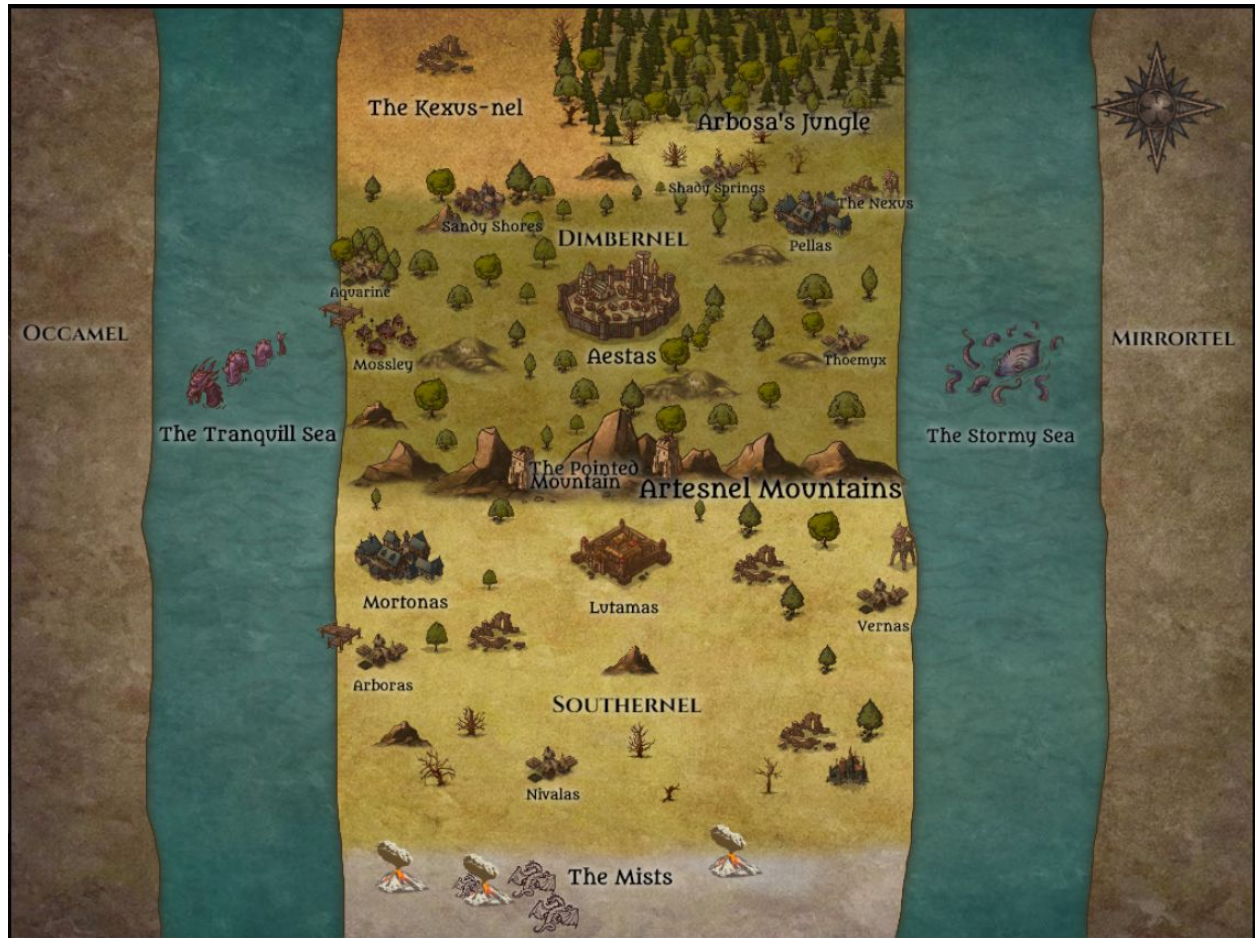 The Kexus-nel
Arbosa's Jungle
Shady Springs
The Nexus
Sandy Shores
Dimbernel
Pellas
Aquarine
Occamel
Mirrortel
Aestas
Mossley
Thoemyx
The Tranquill Sea
The Stormy Sea
The Pointed
Mountain
Artesnel Mountains
Mortonas
Lutamas
Vernas
Arboras
Southernel
Nivalas
The Mists